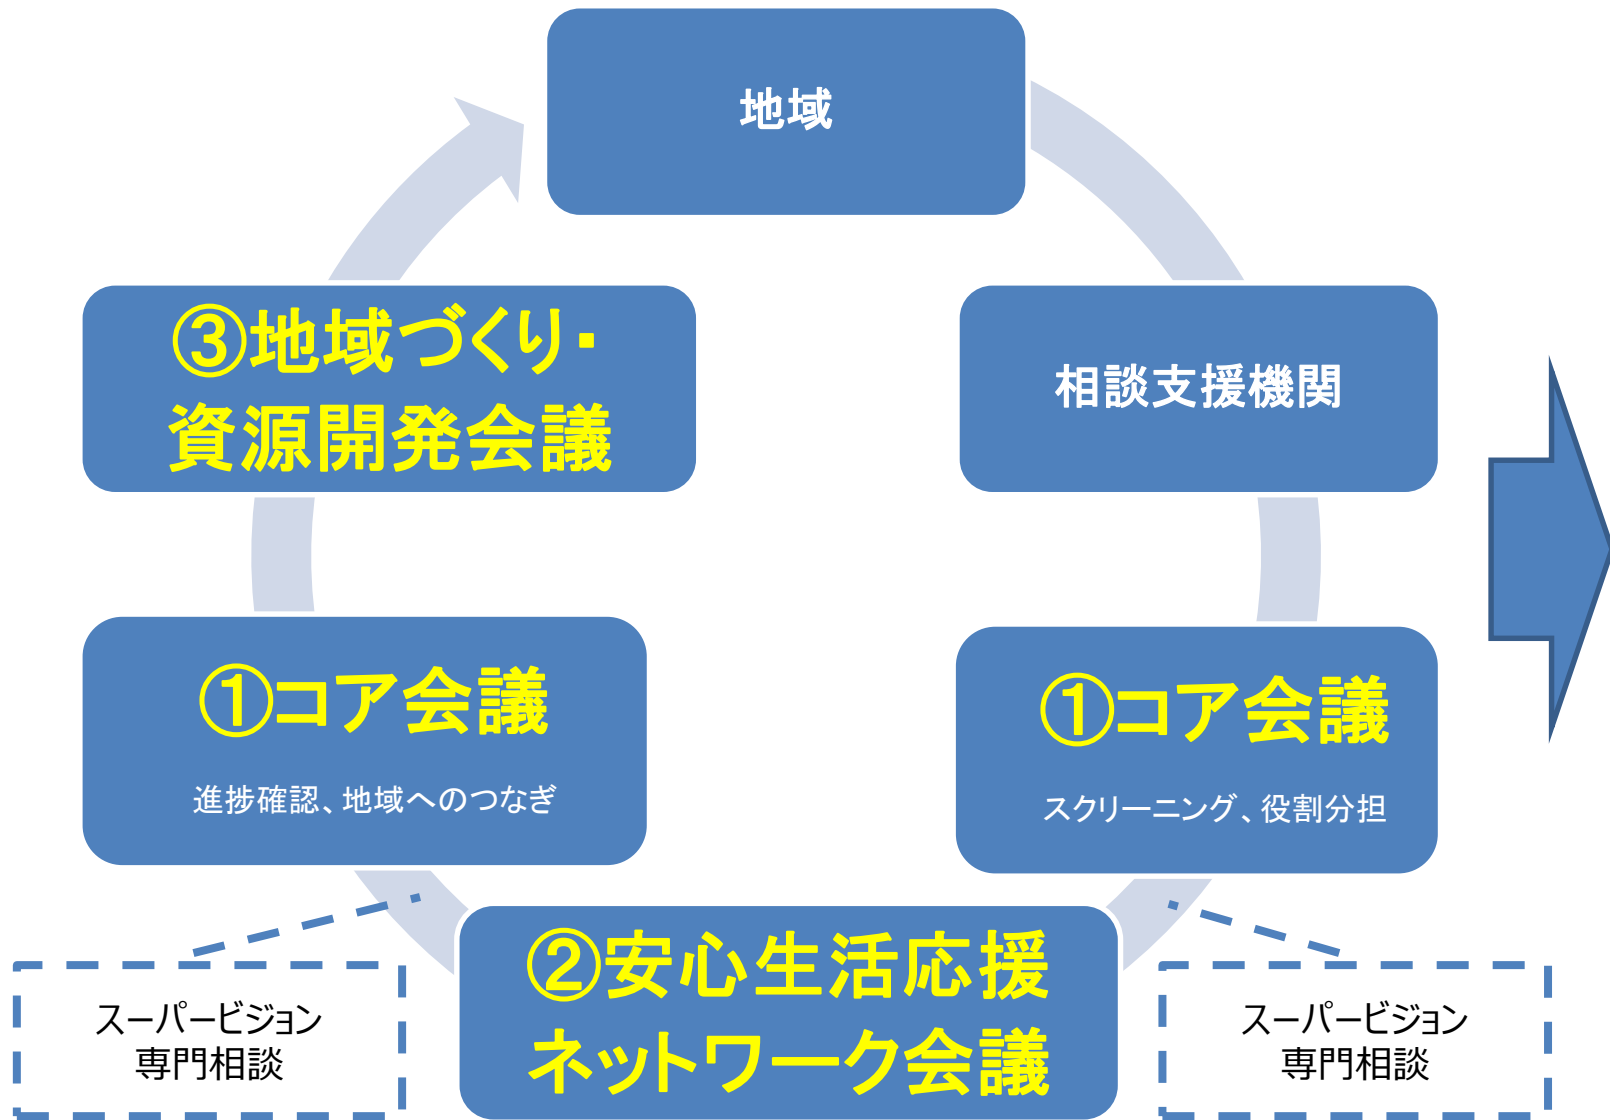 地域
③地域づくり・
資源開発会議
相談支援機関
①コア会議
進捗確認、地域へのつなぎ
①コア会議
スクリーニング、役割分担
②安心生活応援
ネットワーク会議
スーパービジョン
専門相談
スーパービジョン
専門相談